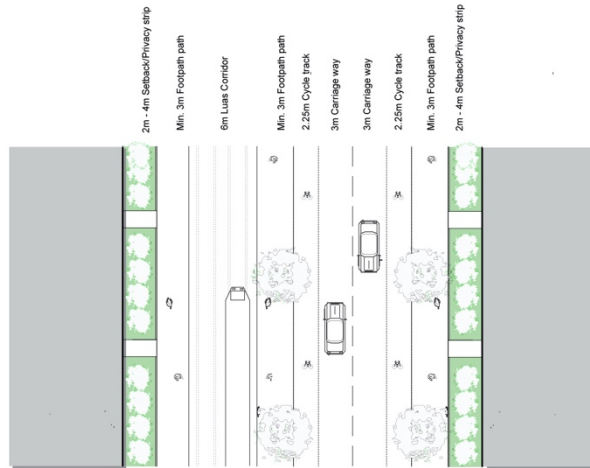 2m - 4m Setback/Privacy strip
Min. 3m Footpath path
6m Luas Corridor
Min. 3m Footpath path
2.25m Cycle track
3m Carriage way
3m Carriage way
2.25m Cycle track
Min. 3m Footpath path
2m - 4m Setback/Privacy strip